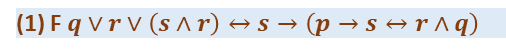 (1) F q ∨ r ∨ (s ∧ r) ↔ s → (p → s ↔ r ∧ q)